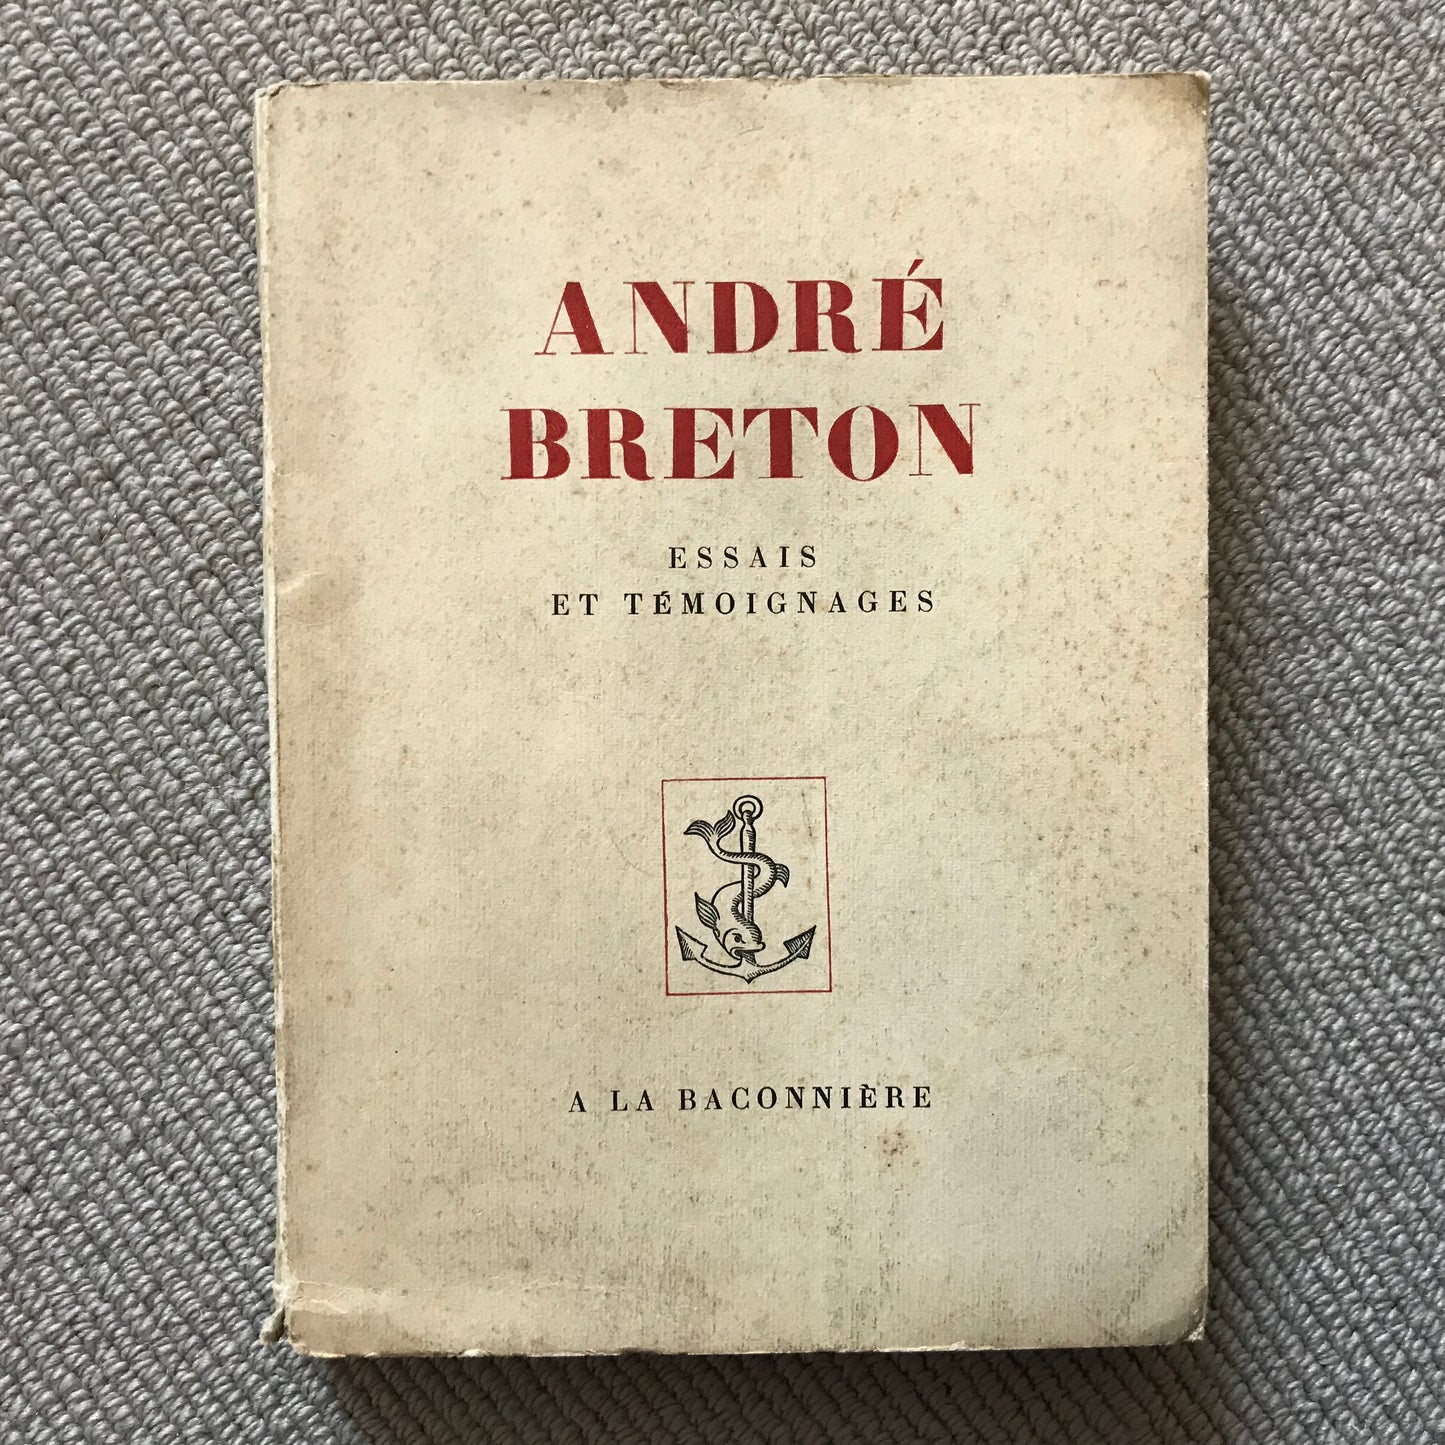 ANDRÉ
BRETON
ESSAIS
ET TÉMOIGNAGES
A LA BACONNIÈRE